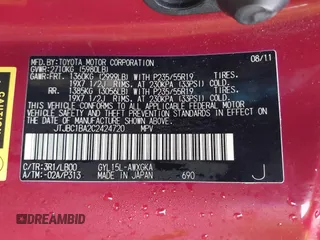 MFD. BY:TOYOTA MOTOR CORPORATION 08/11
GVWR:2710KG (5980LB)
GAWR: FRT. 1360KG (2999LB) WITH P235/55R19 TIRES,
19X7 1/2J RIMS, AT 230KPA (33PSI) COLD.
RR. 1385KG (3056LB) WITH P235/55R19 TIRES,
19X7 1/2J RIMS, AT 230KPA (33PSI) COLD.
THIS VEHICLE CONFORMS TO ALL APPLICABLE FEDERAL
MOTOR VEHICLE SAFETY, BUMPER, AND THEFT PREVENTION
STANDARDS IN EFFECT ON THE DATE OF MANUFACTURE
SHOWN ABOVE.
JTJBC1BA2C2424720 MPV
C/TR:3R1/LB00 GYL15L-AWXGKA
A/TM:-02A/P313 MADE IN JAPAN 690 J
CAUTION
DREAMBID